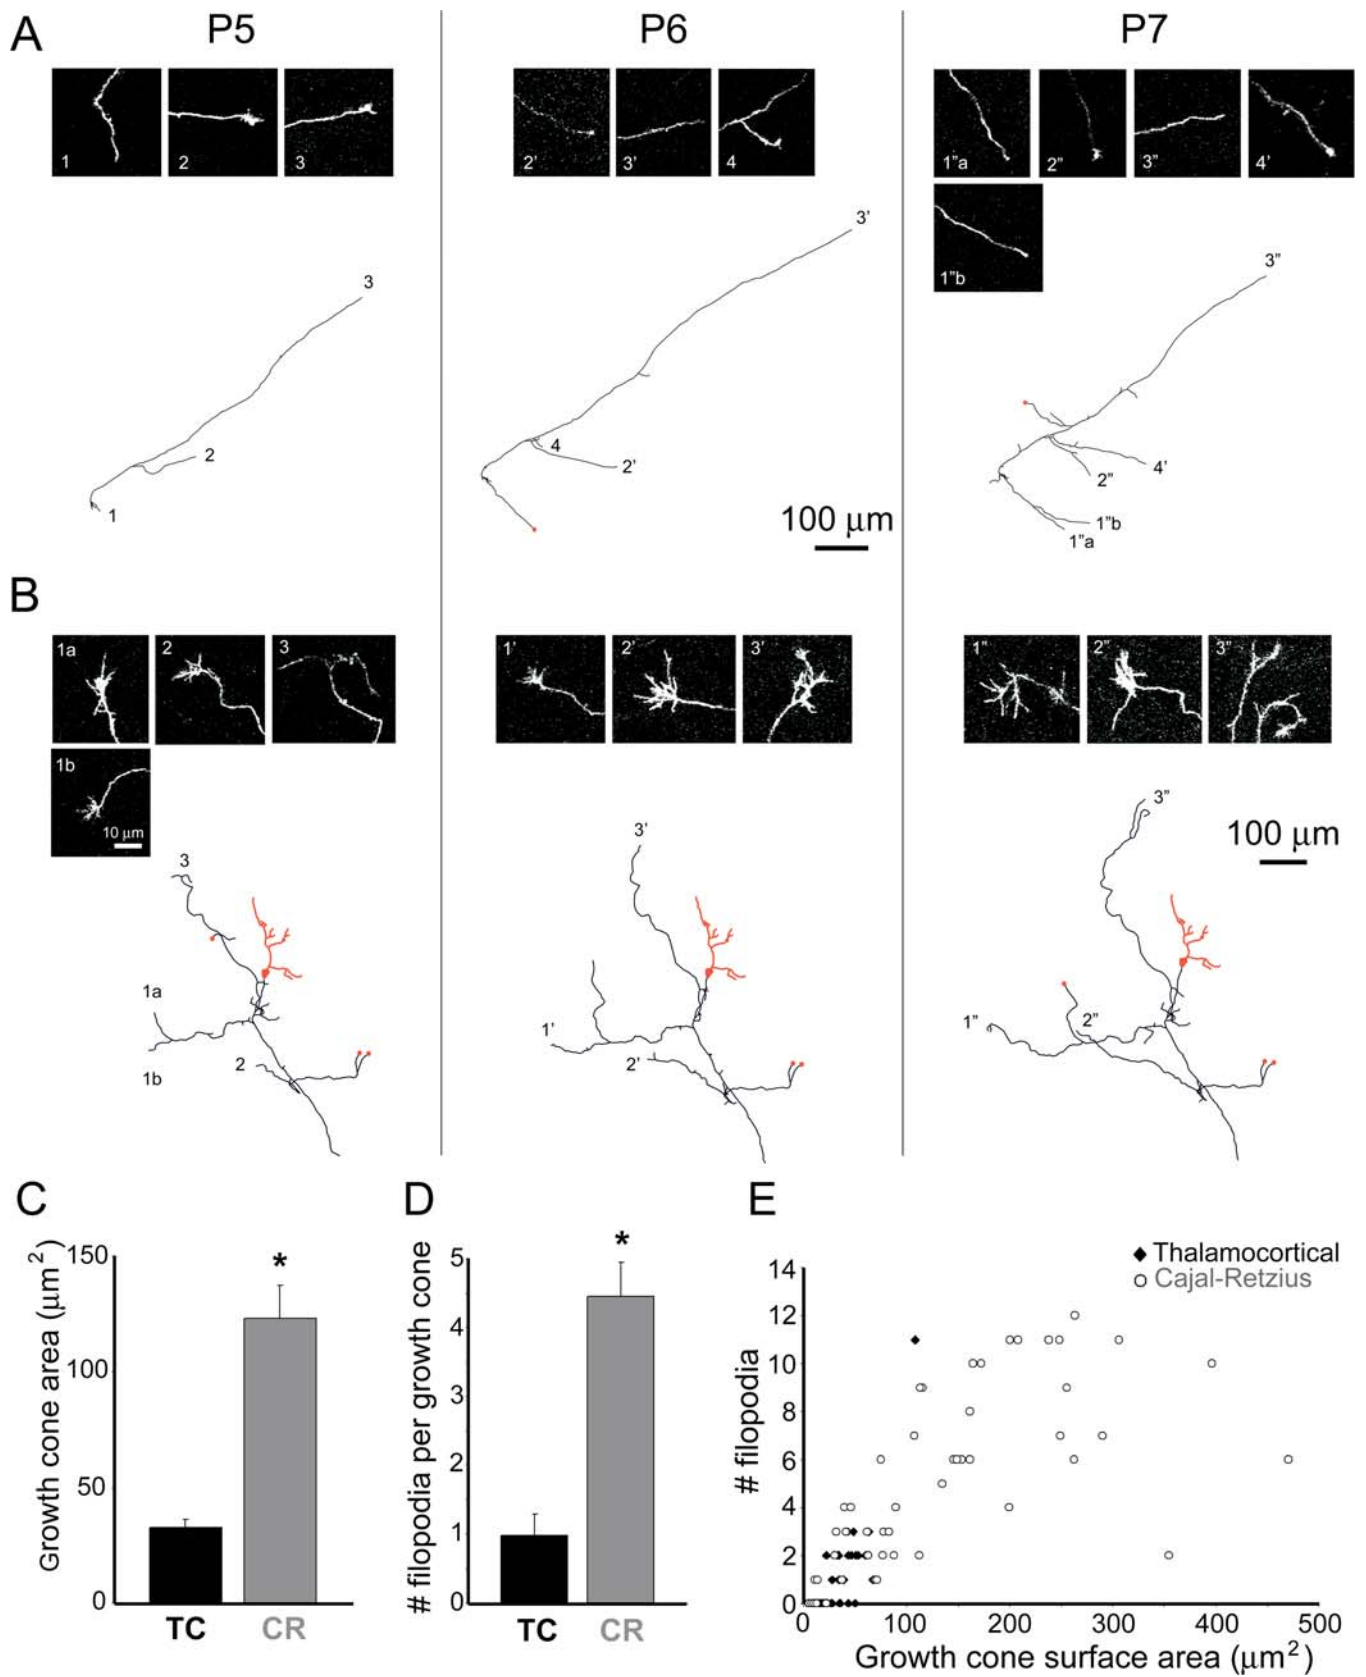 A
P5
P6
P7
1
2
3
2'
3'
4
1"a
2"
3"
4'
1"b
3
2
1
3'
4
2'
100 μm
3"
4'
2"
1"b
1"a
B
1a
2
3
1b
10 μm
1'
2'
3'
1"
2"
3"
3
1a
1b
2
3'
1'
2'
3"
100 μm
1"
2"
C
Growth cone area (μm²)
150
100
50
0
*
TC
CR
D
# filopodia per growth cone
5
4
3
2
1
0
*
TC
CR
E
Thalamocortical
Cajal-Retzius
# filopodia
14
12
10
8
6
4
2
0
0
100
200
300
400
500
Growth cone surface area (μm²)